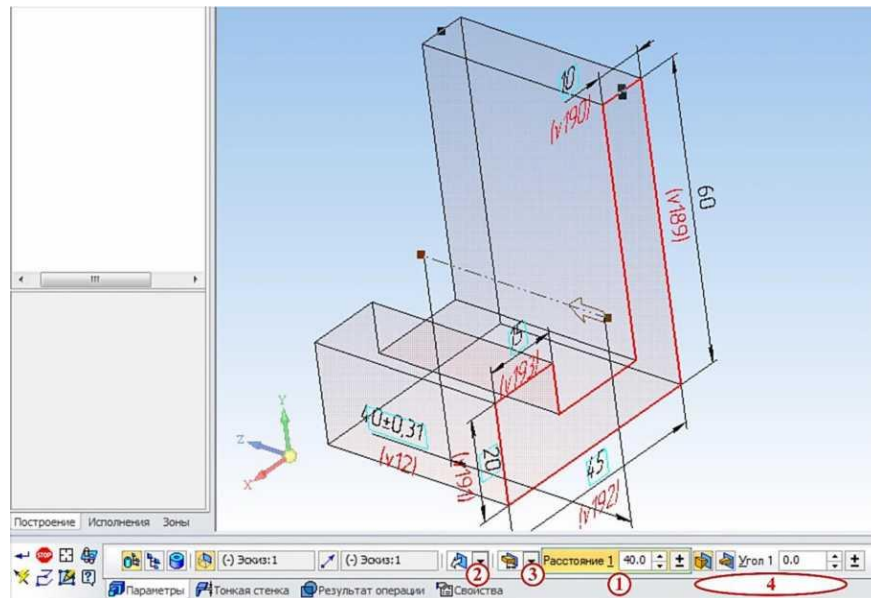 10
(v190)
60
(v189)
15
(v193)
40±0,31
(v12)
20
(v191)
45
(v192)
Y
Z
X
Построение Исполнения Зоны
(-) Эскиз:1 (-) Эскиз:1 Расстояние 1 40.0 Угол 1 0.0
2 3 1 4
Параметры Тонкая стенка Результат операции Свойства
STOP